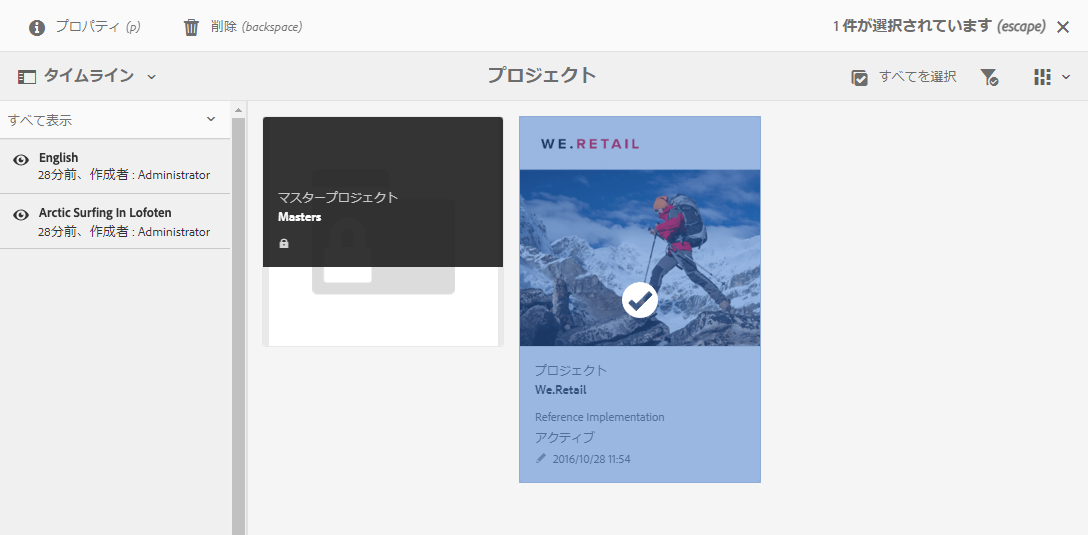 プロパティ (p) 削除 (backspace) 1 件が選択されています (escape)
タイムライン プロジェクト すべてを選択
すべて表示
English
28分前、作成者 : Administrator
Arctic Surfing In Lofoten
28分前、作成者 : Administrator
マスタープロジェクト
Masters
WE.RETAIL
プロジェクト
We.Retail
Reference Implementation
アクティブ
2016/10/28 11:54